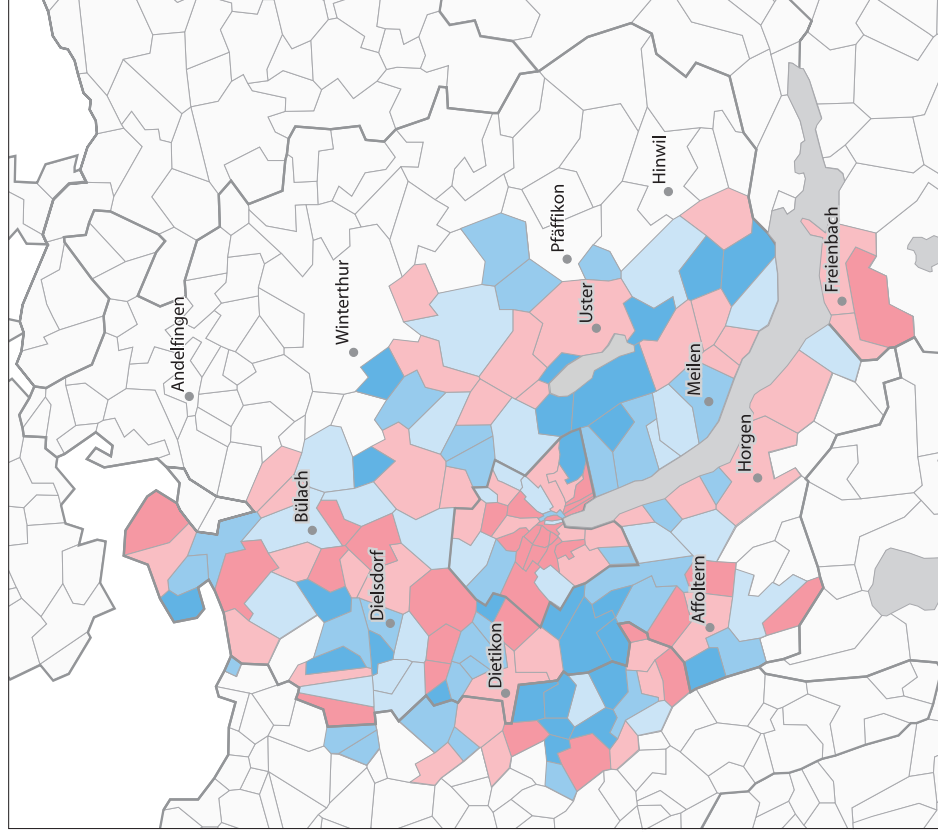 Andelfingen
Winterthur
Bülach
Dielsdorf
Pfäffikon
Hinwil
Uster
Dietikon
Meilen
Freienbach
Horgen
Affoltern